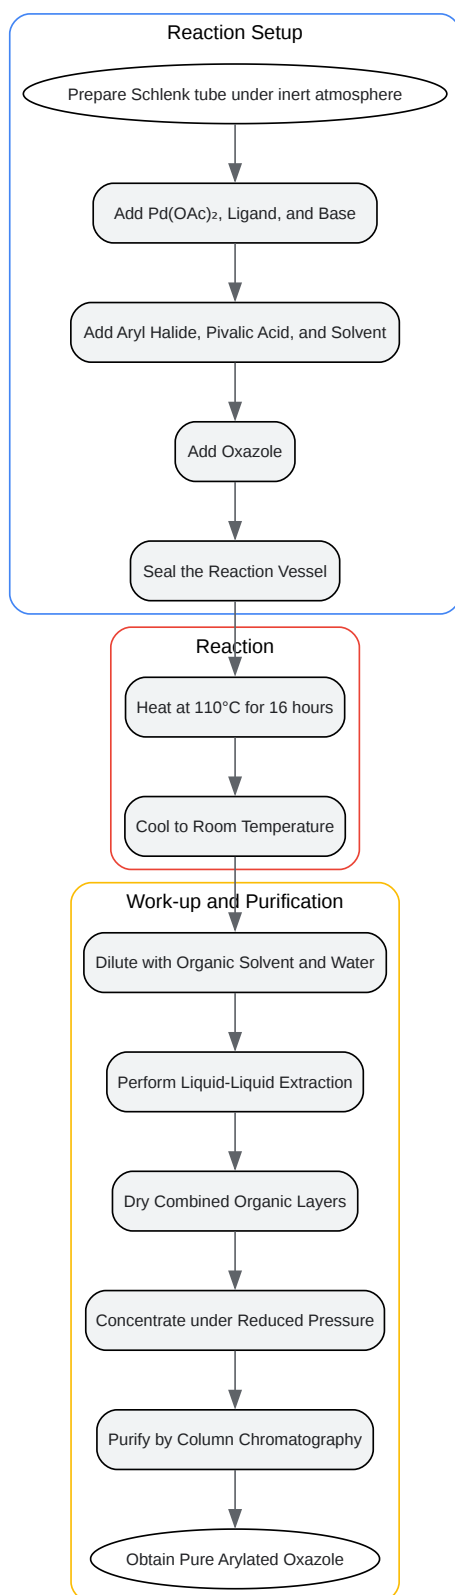 Reaction Setup
Prepare Schlenk tube under inert atmosphere
Add Pd(OAc)₂, Ligand, and Base
Add Aryl Halide, Pivalic Acid, and Solvent
Add Oxazole
Seal the Reaction Vessel
Reaction
Heat at 110°C for 16 hours
Cool to Room Temperature
Work-up and Purification
Dilute with Organic Solvent and Water
Perform Liquid-Liquid Extraction
Dry Combined Organic Layers
Concentrate under Reduced Pressure
Purify by Column Chromatography
Obtain Pure Arylated Oxazole